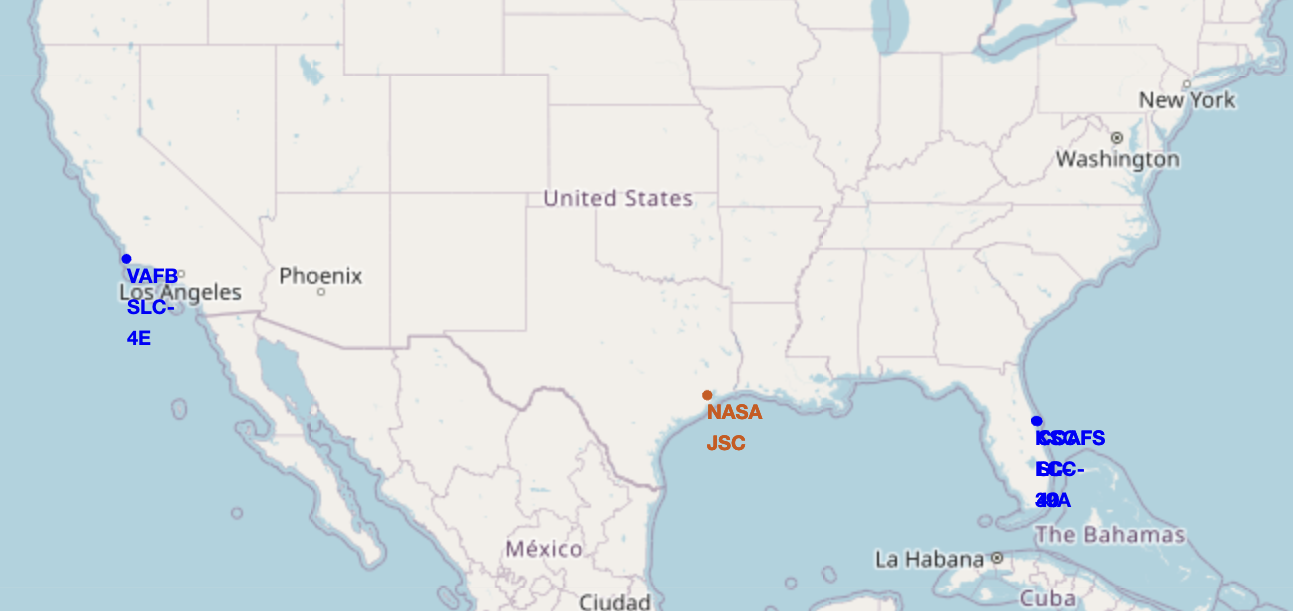 New York
Washington
United States
VAFB
SLC-
4E
Los Angeles
Phoenix
NASA
JSC
The Bahamas
México
La Habana
Ciudad
Cuba